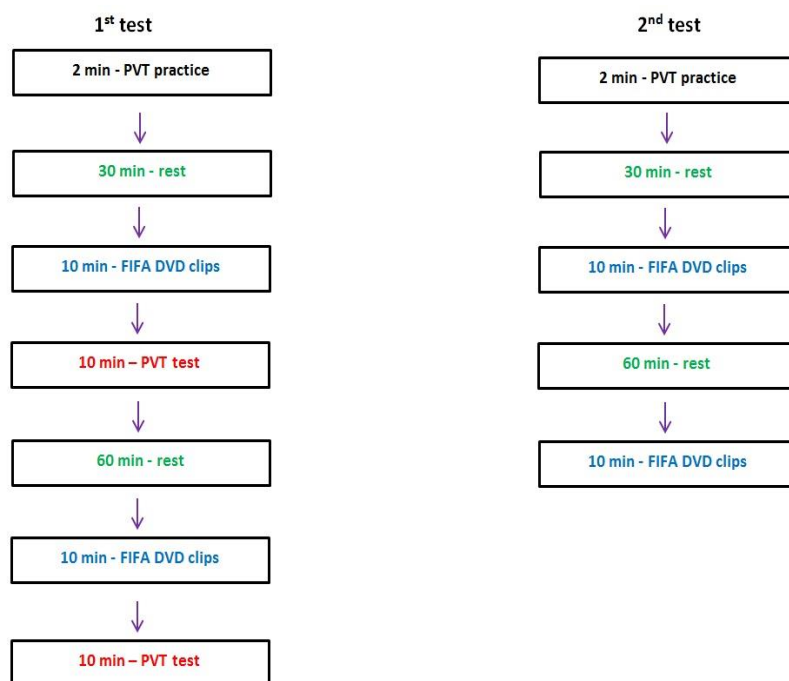 1st test
2 min - PVT practice
30 min - rest
10 min - FIFA DVD clips
10 min – PVT test
60 min - rest
10 min - FIFA DVD clips
10 min – PVT test
2nd test
2 min - PVT practice
30 min - rest
10 min - FIFA DVD clips
60 min - rest
10 min - FIFA DVD clips